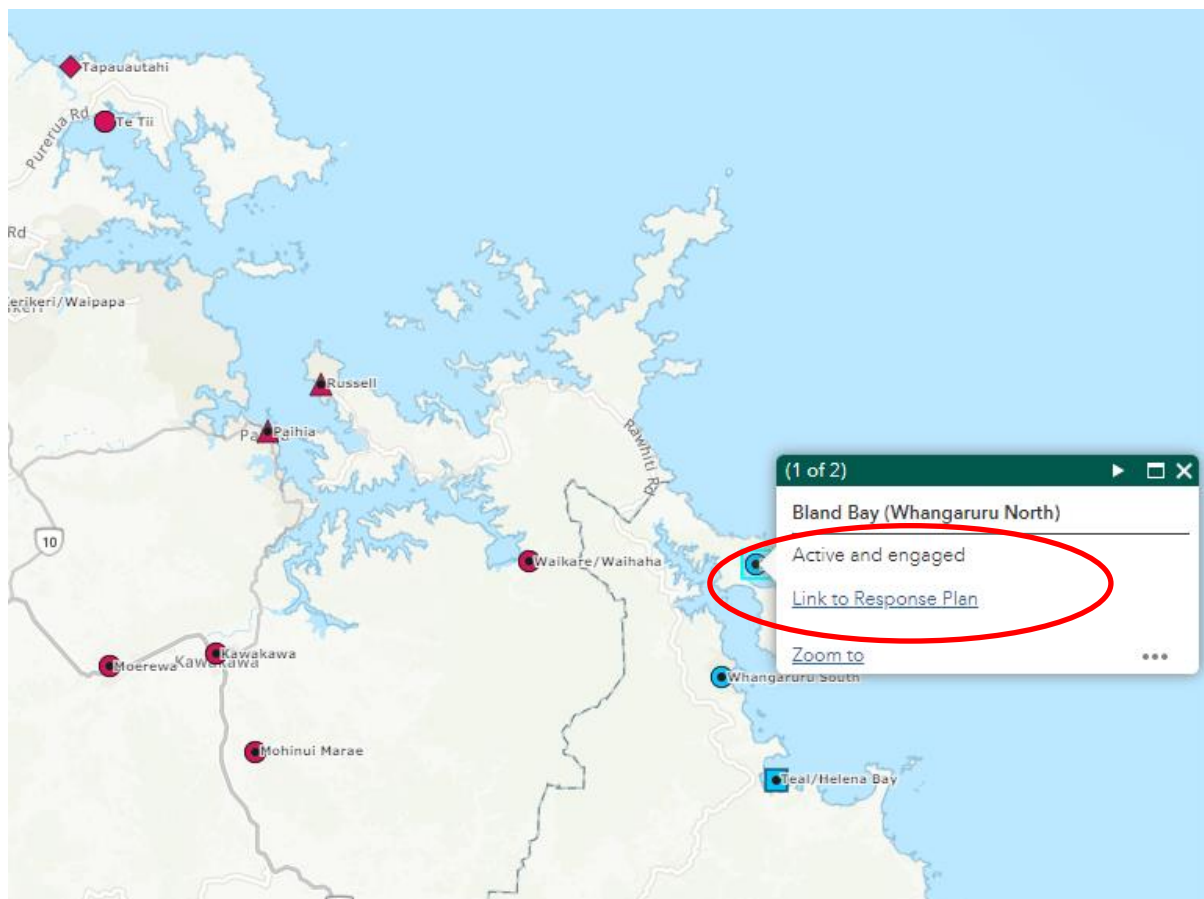 Tapauautahi
Te Tii
Purerua Rd
Rd
erikeri/Waipapa
Russell
Paihia
Rawhiti Rd
(1 of 2)
Bland Bay (Whangaruru North)
Active and engaged
Link to Response Plan
Zoom to
10
Waikare/Waihaha
Kawakawa
Moerewa
Kawakawa
Whangaruru South
Mohinui Marae
Teal/Helena Bay